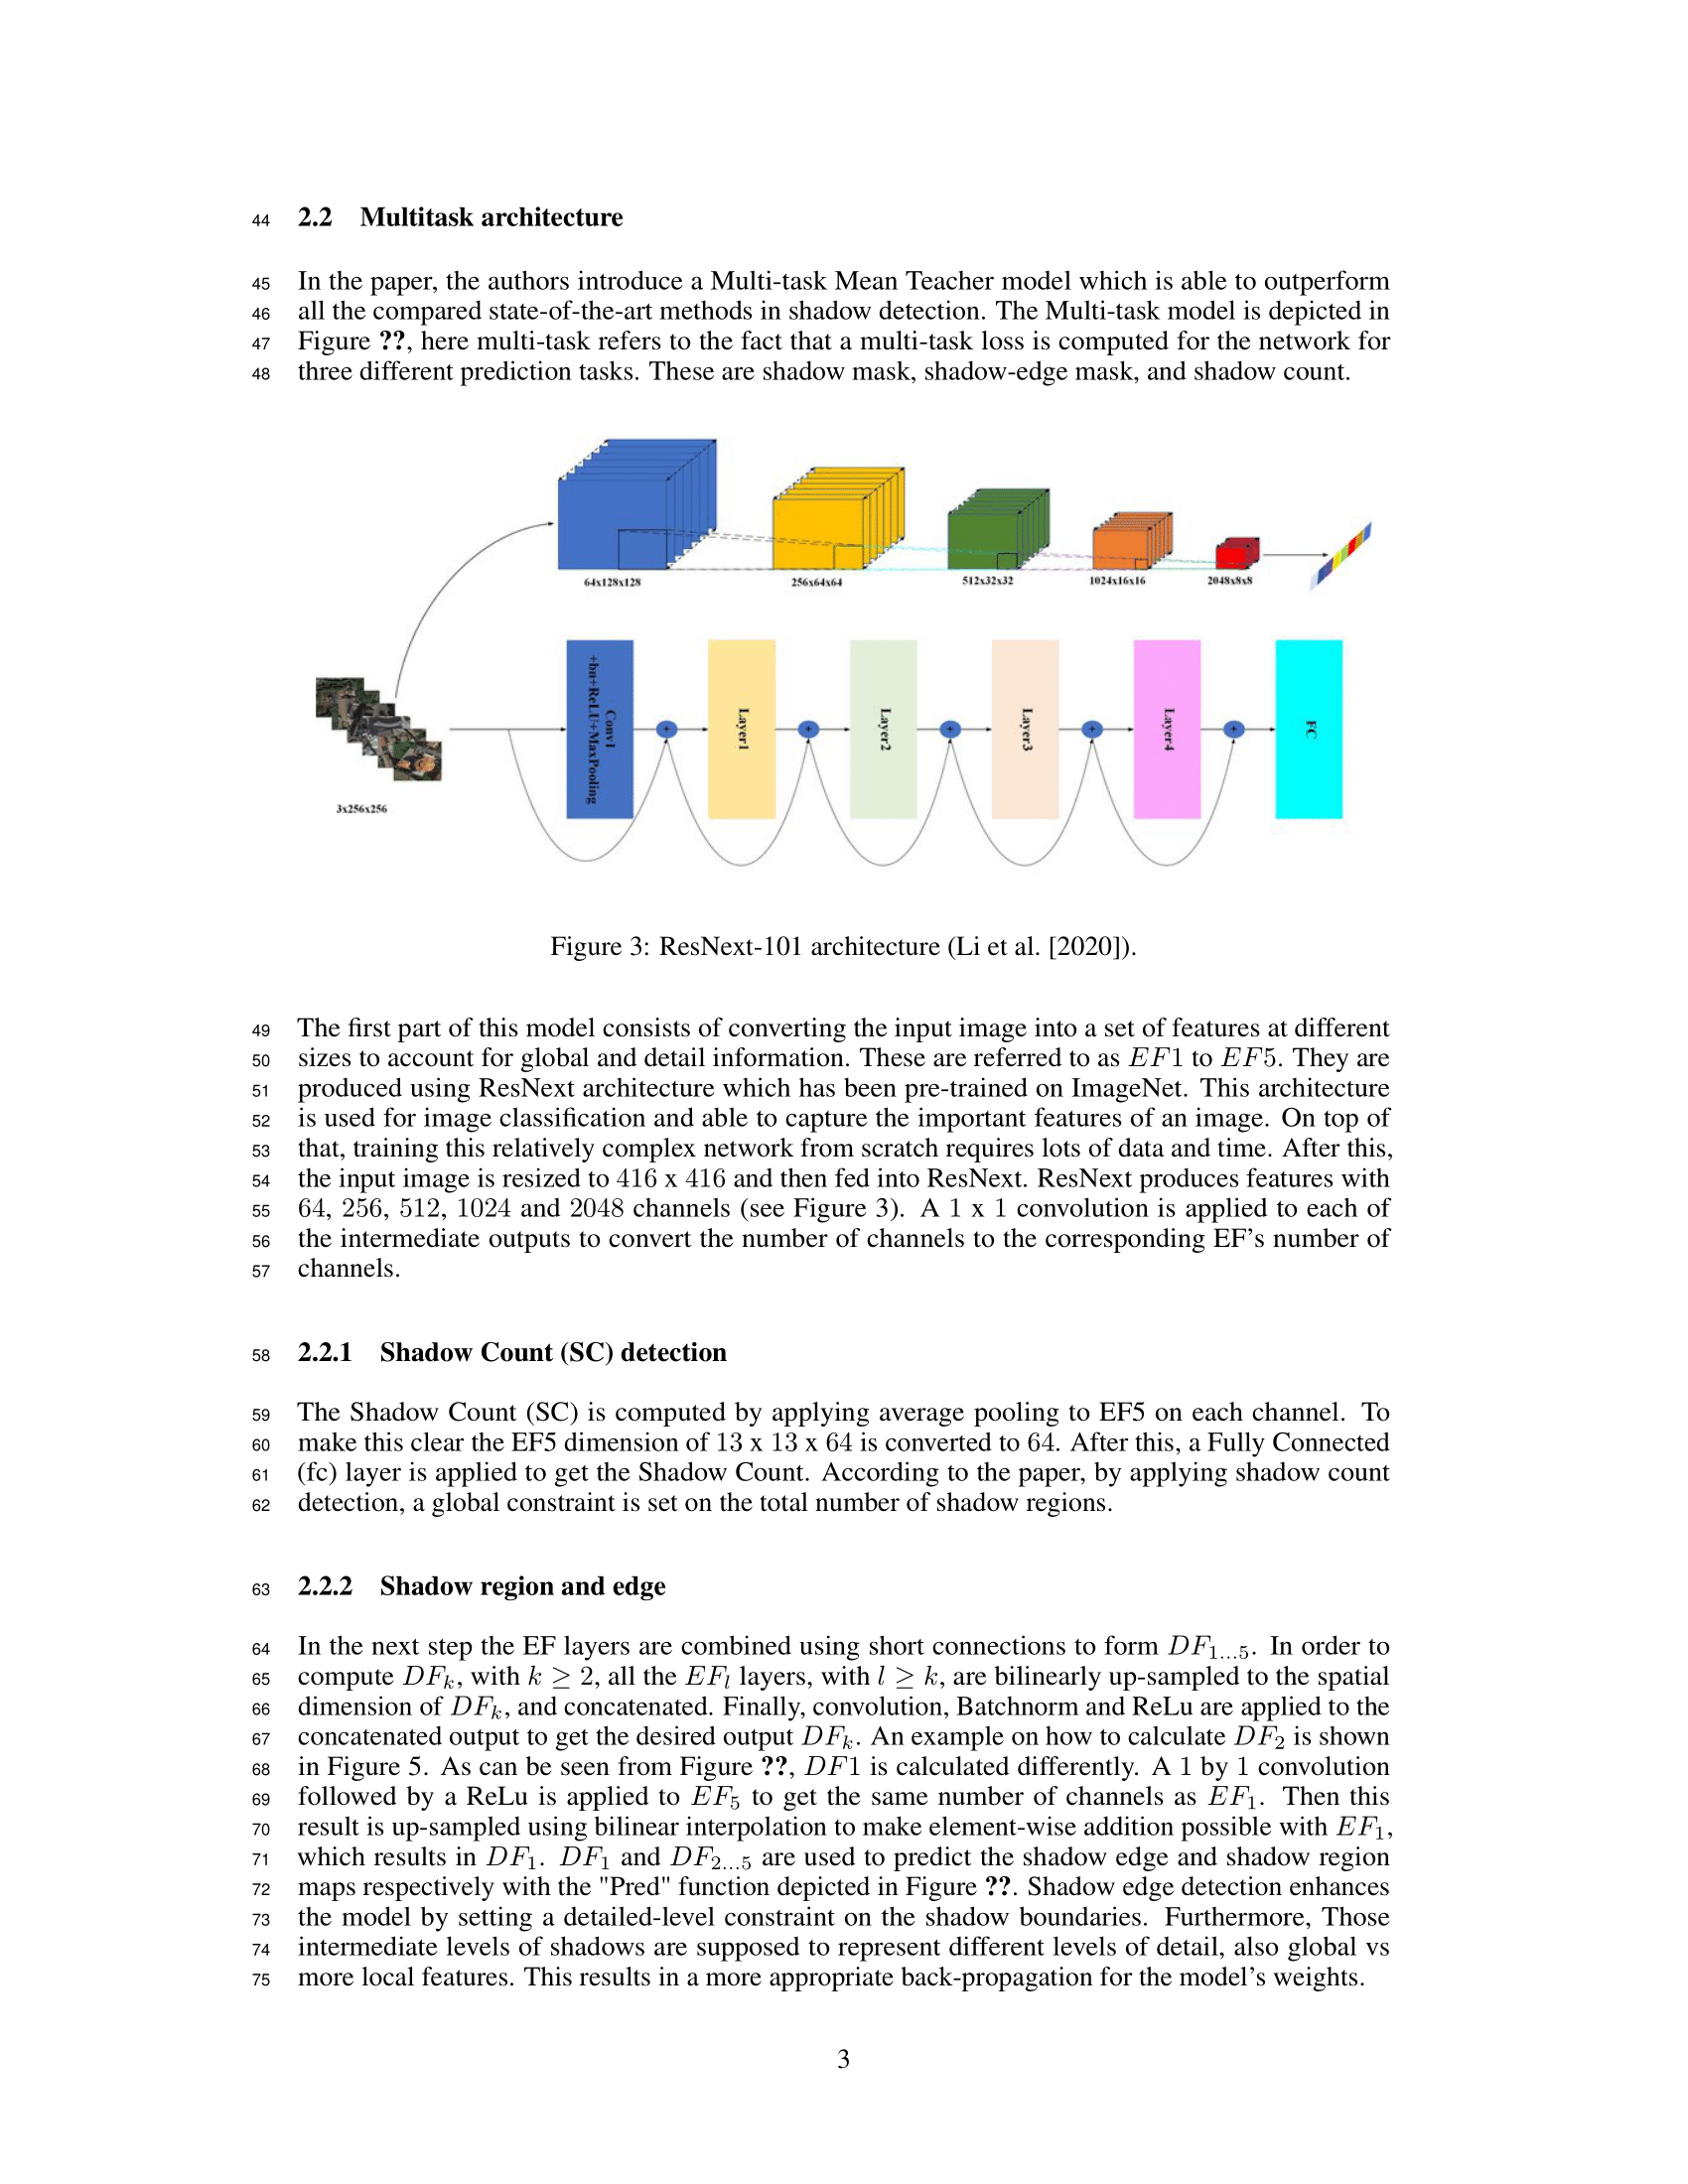 44 2.2 Multitask architecture
45 In the paper, the authors introduce a Multi-task Mean Teacher model which is able to outperform
46 all the compared state-of-the-art methods in shadow detection. The Multi-task model is depicted in
47 Figure ??, here multi-task refers to the fact that a multi-task loss is computed for the network for
48 three different prediction tasks. These are shadow mask, shadow-edge mask, and shadow count.
64x128x128
256x64x64
512x32x32
1024x16x16
2048x8x8
3x256x256
Conv1
+bn+ReLU+MaxPooling
+
Layer1
+
Layer2
+
Layer3
+
Layer4
+
FC
Figure 3: ResNext-101 architecture (Li et al. [2020]).
49 The first part of this model consists of converting the input image into a set of features at different
50 sizes to account for global and detail information. These are referred to as EF1 to EF5. They are
51 produced using ResNext architecture which has been pre-trained on ImageNet. This architecture
52 is used for image classification and able to capture the important features of an image. On top of
53 that, training this relatively complex network from scratch requires lots of data and time. After this,
54 the input image is resized to 416 x 416 and then fed into ResNext. ResNext produces features with
55 64, 256, 512, 1024 and 2048 channels (see Figure 3). A 1 x 1 convolution is applied to each of
56 the intermediate outputs to convert the number of channels to the corresponding EF's number of
57 channels.
58 2.2.1 Shadow Count (SC) detection
59 The Shadow Count (SC) is computed by applying average pooling to EF5 on each channel. To
60 make this clear the EF5 dimension of 13 x 13 x 64 is converted to 64. After this, a Fully Connected
61 (fc) layer is applied to get the Shadow Count. According to the paper, by applying shadow count
62 detection, a global constraint is set on the total number of shadow regions.
63 2.2.2 Shadow region and edge
64 In the next step the EF layers are combined using short connections to form DF₁...₅. In order to
65 compute DFₖ, with k ≥ 2, all the EFₗ layers, with l ≥ k, are bilinearly up-sampled to the spatial
66 dimension of DFₖ, and concatenated. Finally, convolution, Batchnorm and ReLu are applied to the
67 concatenated output to get the desired output DFₖ. An example on how to calculate DF₂ is shown
68 in Figure 5. As can be seen from Figure ??, DF1 is calculated differently. A 1 by 1 convolution
69 followed by a ReLu is applied to EF₅ to get the same number of channels as EF₁. Then this
70 result is up-sampled using bilinear interpolation to make element-wise addition possible with EF₁,
71 which results in DF₁. DF₁ and DF₂...₅ are used to predict the shadow edge and shadow region
72 maps respectively with the "Pred" function depicted in Figure ??. Shadow edge detection enhances
73 the model by setting a detailed-level constraint on the shadow boundaries. Furthermore, Those
74 intermediate levels of shadows are supposed to represent different levels of detail, also global vs
75 more local features. This results in a more appropriate back-propagation for the model's weights.
3